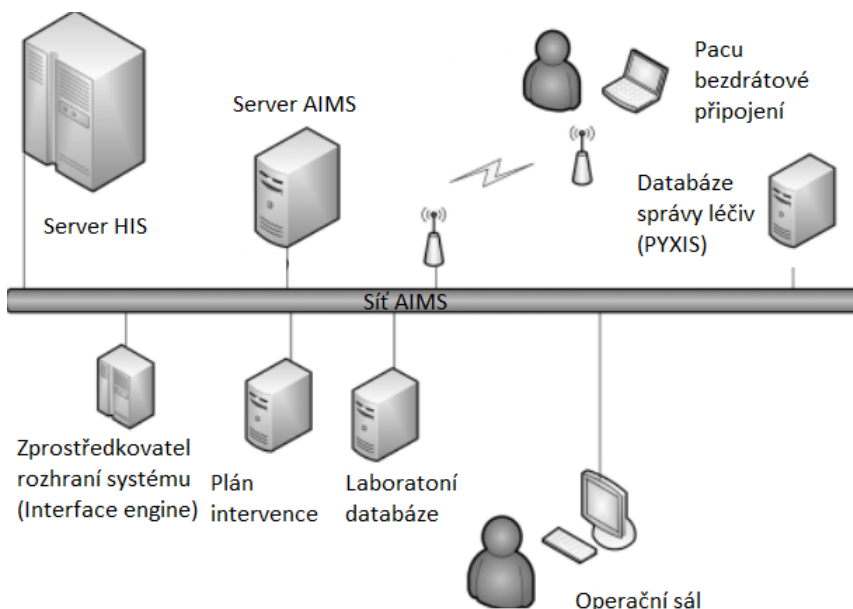 Pacu
bezdrátové
připojení
Server AIMS
Databáze
správy léčiv
(PYXIS)
Server HIS
Síť AIMS
Zprostředkovatel
rozhraní systému
(Interface engine)
Plán
intervence
Laboratoní
databáze
Operační sál